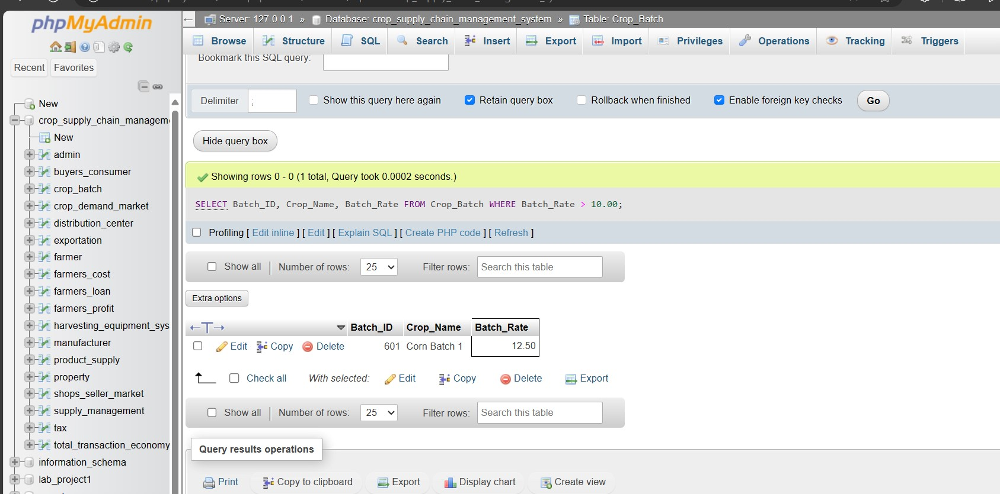 phpMyAdmin
Recent
Favorites
New
crop_supply_chain_managem
New
admin
buyers_consumer
crop_batch
crop_demand_market
distribution_center
exportation
farmer
farmers_cost
farmers_loan
farmers_profit
harvesting_equipment_sys
manufacturer
product_supply
property
shops_seller_market
supply_management
tax
total_transaction_economy
information_schema
lab_project1
Server: 127.0.0.1 » Database: crop_supply_chain_management_system » Table: Crop_Batch
Browse Structure SQL Search Insert Export Import Privileges Operations Tracking Triggers
Bookmark this SQL query:
Delimiter ; Show this query here again Retain query box Rollback when finished Enable foreign key checks Go
Hide query box
Showing rows 0 - 0 (1 total, Query took 0.0002 seconds.)
SELECT Batch_ID, Crop_Name, Batch_Rate FROM Crop_Batch WHERE Batch_Rate > 10.00;
Profiling [ Edit inline ] [ Edit ] [ Explain SQL ] [ Create PHP code ] [ Refresh ]
Show all Number of rows: 25 Filter rows: Search this table
Extra options
Batch_ID Crop_Name Batch_Rate
Edit Copy Delete 601 Corn Batch 1 12.50
Check all With selected: Edit Copy Delete Export
Show all Number of rows: 25 Filter rows: Search this table
Query results operations
Print Copy to clipboard Export Display chart Create view